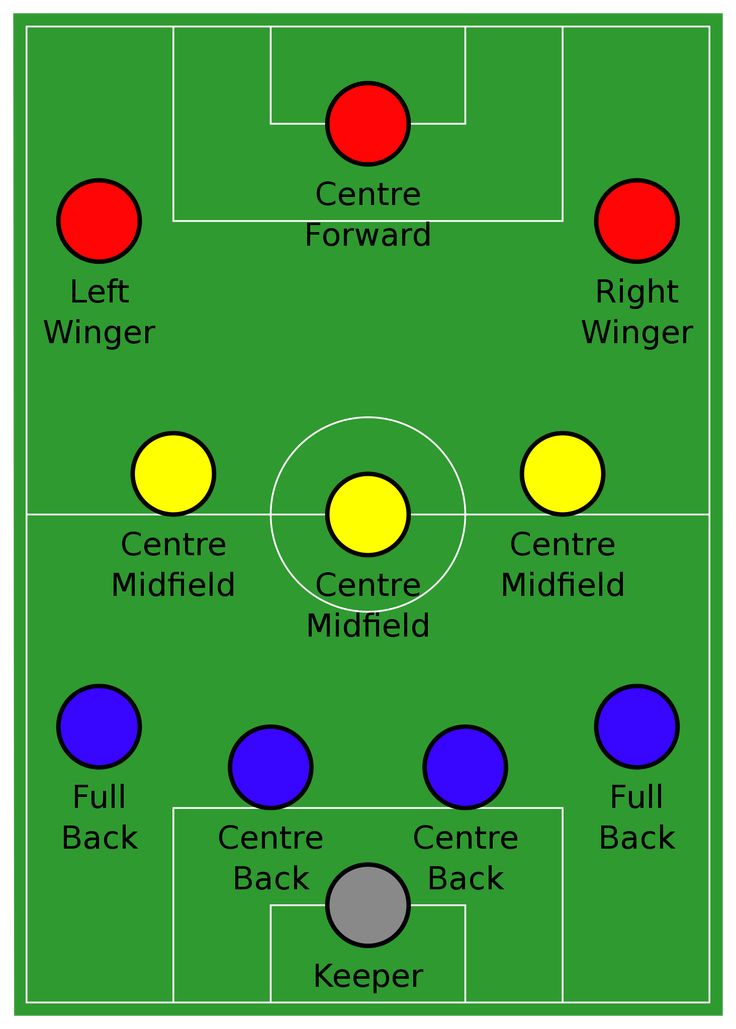 Centre
Forward
Left
Winger
Right
Winger
Centre
Midfield
Centre
Midfield
Centre
Midfield
Full
Back
Centre
Back
Centre
Back
Full
Back
Keeper